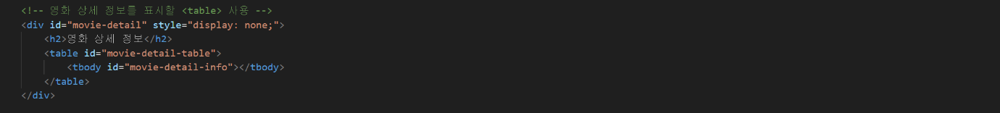 <!-- 영화 상세 정보를 표시할 <table> 사용 -->
<div id="movie-detail" style="display: none;">
<h2>영화 상세 정보</h2>
<table id="movie-detail-table">
<tbody id="movie-detail-info"></tbody>
</table>
</div>